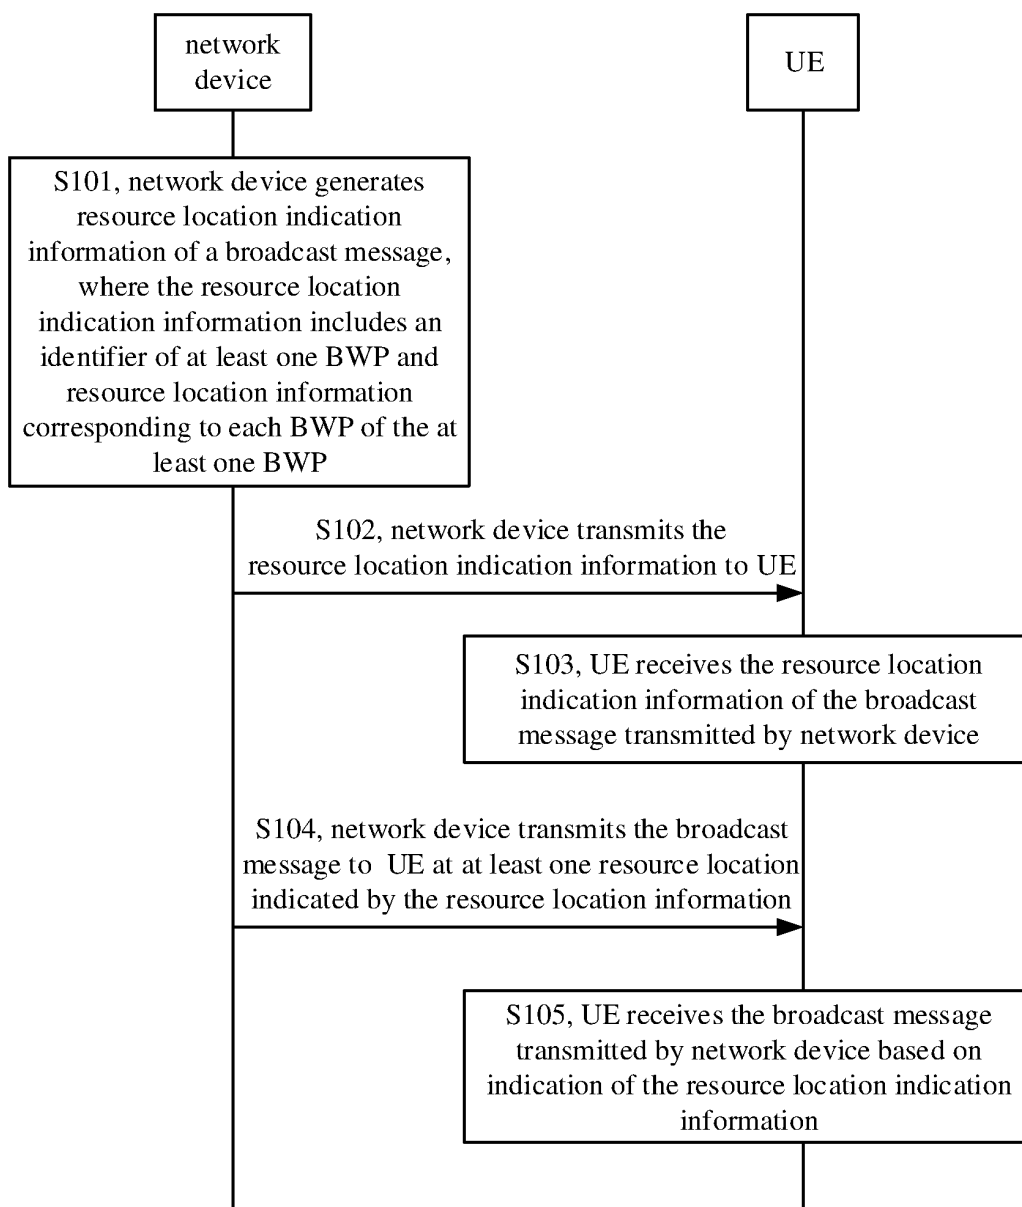 network
device
UE
S101, network device generates
resource location indication
information of a broadcast message,
where the resource location
indication information includes an
identifier of at least one BWP and
resource location information
corresponding to each BWP of the at
least one BWP
S102, network device transmits the
resource location indication information to UE
S103, UE receives the resource location
indication information of the broadcast
message transmitted by network device
S104, network device transmits the broadcast
message to  UE at at least one resource location
indicated by the resource location information
S105, UE receives the broadcast message
transmitted by network device based on
indication of the resource location indication
information